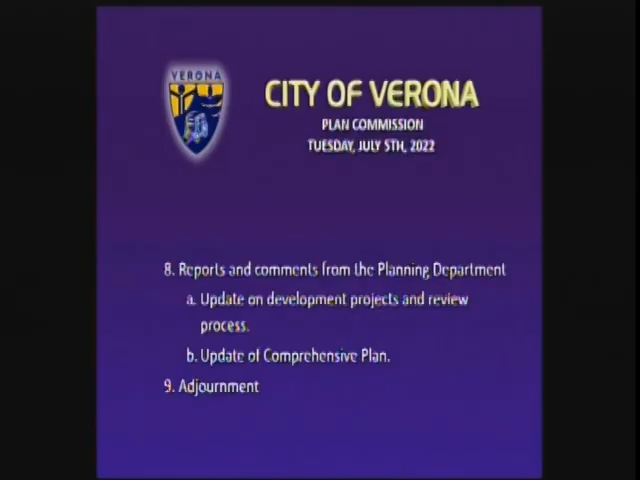 VERONA
CITY OF VERONA
PLAN COMMISSION
TUESDAY, JULY 5TH, 2022
8. Reports and comments from the Planning Department
a. Update on development projects and review
process.
b. Update of Comprehensive Plan.
9. Adjournment